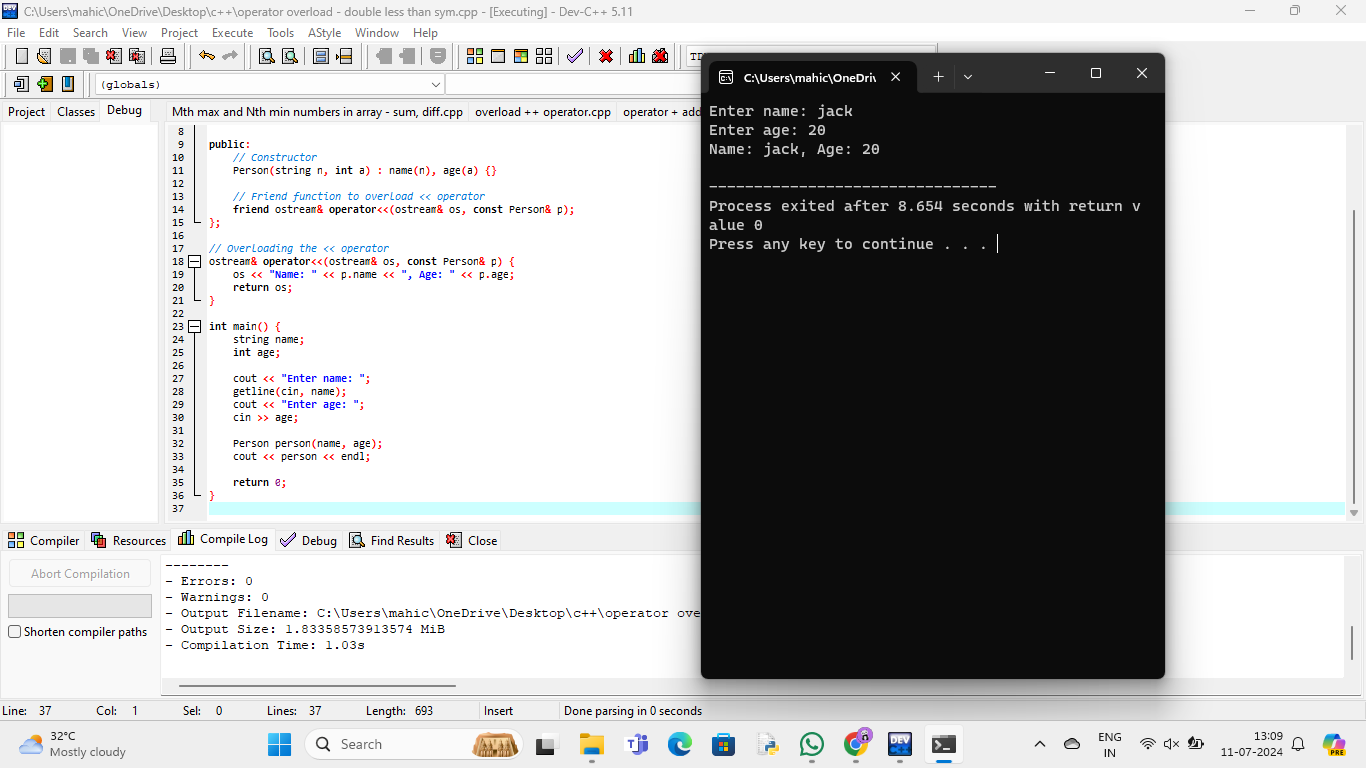 C:\Users\mahic\OneDrive\Desktop\c++\operator overload - double less than sym.cpp - [Executing] - Dev-C++ 5.11
File Edit Search View Project Execute Tools AStyle Window Help
(globals)
Project Classes Debug
Mth max and Nth min numbers in array - sum, diff.cpp overload ++ operator.cpp operator + add
8
9 public:
10 // Constructor
11 Person(string n, int a) : name(n), age(a) {}
12
13 // Friend function to overload << operator
14 friend ostream& operator<<(ostream& os, const Person& p);
15 };
16
17 // Overloading the << operator
18 ostream& operator<<(ostream& os, const Person& p) {
19 os << "Name: " << p.name << ", Age: " << p.age;
20 return os;
21 }
22
23 int main() {
24 string name;
25 int age;
26
27 cout << "Enter name: ";
28 getline(cin, name);
29 cout << "Enter age: ";
30 cin >> age;
31
32 Person person(name, age);
33 cout << person << endl;
34
35 return 0;
36 }
37
C:\Users\mahic\OneDri
Enter name: jack
Enter age: 20
Name: jack, Age: 20
--------------------------------
Process exited after 8.654 seconds with return v
alue 0
Press any key to continue . . .
Compiler Resources Compile Log Debug Find Results Close
Abort Compilation
Shorten compiler paths
--------
- Errors: 0
- Warnings: 0
- Output Filename: C:\Users\mahic\OneDrive\Desktop\c++\operator ove
- Output Size: 1.83358573913574 MiB
- Compilation Time: 1.03s
Line: 37 Col: 1 Sel: 0 Lines: 37 Length: 693 Insert Done parsing in 0 seconds
32°C
Mostly cloudy
Search
DEV
ENG
IN
13:09
11-07-2024
PRE